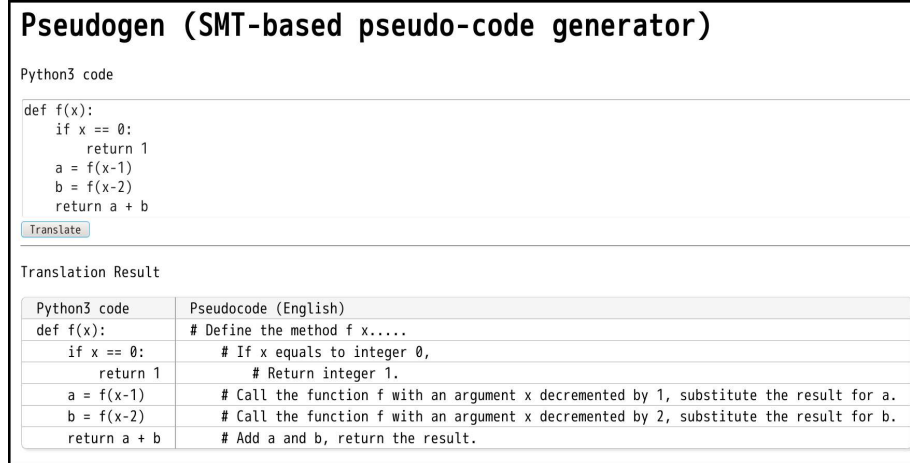 Pseudogen (SMT-based pseudo-code generator)
Python3 code
def f(x):
    if x == 0:
        return 1
    a = f(x-1)
    b = f(x-2)
    return a + b
Translate
Translation Result
Python3 code Pseudocode (English)
def f(x): # Define the method f x.....
    if x == 0: # If x equals to integer 0,
        return 1 # Return integer 1.
    a = f(x-1) # Call the function f with an argument x decremented by 1, substitute the result for a.
    b = f(x-2) # Call the function f with an argument x decremented by 2, substitute the result for b.
    return a + b # Add a and b, return the result.